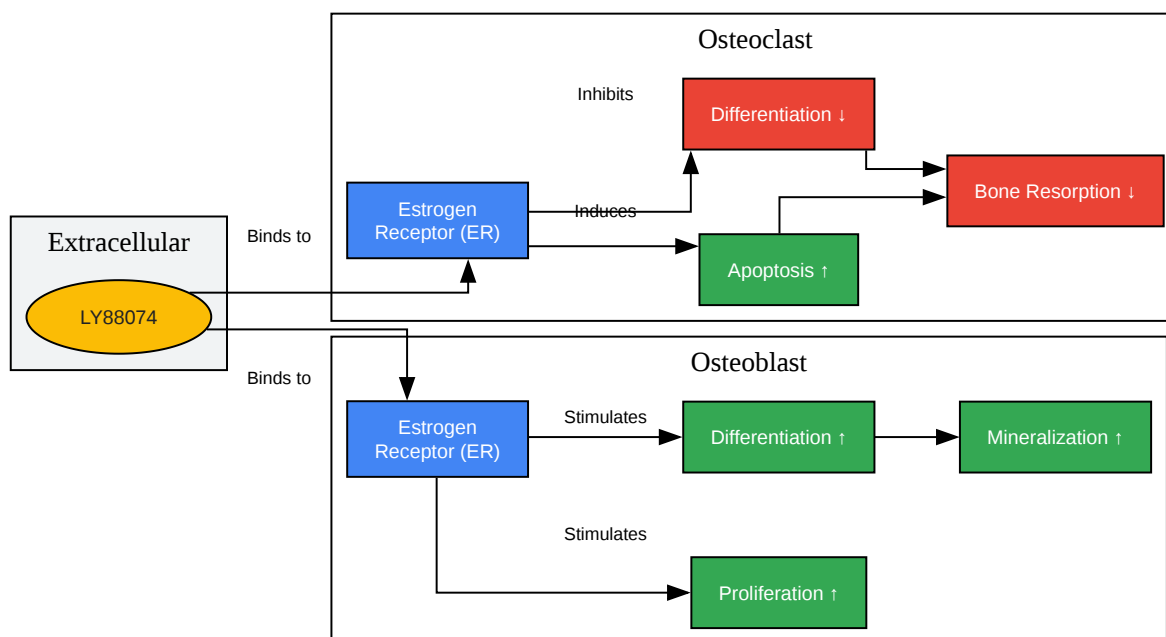 Osteoclast
Inhibits
Differentiation ↓
Bone Resorption ↓
Estrogen
Receptor (ER)
Induces
Apoptosis ↑
Extracellular
LY88074
Binds to
Binds to
Osteoblast
Estrogen
Receptor (ER)
Stimulates
Differentiation ↑
Mineralization ↑
Stimulates
Proliferation ↑